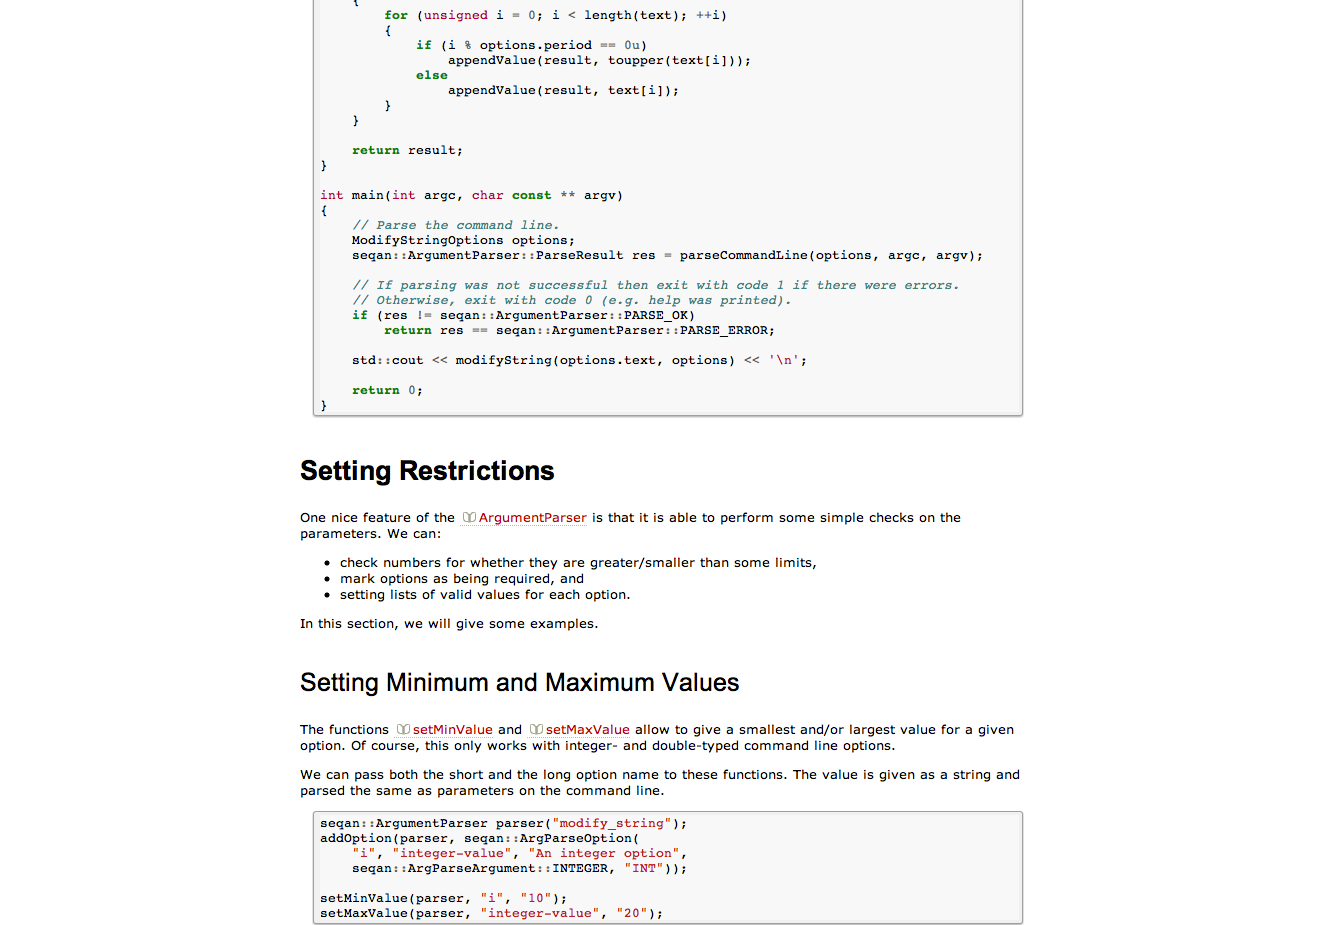 {
for (unsigned i = 0; i < length(text); ++i)
{
if (i % options.period == 0u)
appendValue(result, toupper(text[i]));
else
appendValue(result, text[i]);
}
}
return result;
}
int main(int argc, char const ** argv)
{
// Parse the command line.
ModifyStringOptions options;
seqan::ArgumentParser::ParseResult res = parseCommandLine(options, argc, argv);
// If parsing was not successful then exit with code 1 if there were errors.
// Otherwise, exit with code 0 (e.g. help was printed).
if (res != seqan::ArgumentParser::PARSE_OK)
return res == seqan::ArgumentParser::PARSE_ERROR;
std::cout << modifyString(options.text, options) << '\n';
return 0;
}
Setting Restrictions
One nice feature of the ArgumentParser is that it is able to perform some simple checks on the
parameters. We can:
• check numbers for whether they are greater/smaller than some limits,
• mark options as being required, and
• setting lists of valid values for each option.
In this section, we will give some examples.
Setting Minimum and Maximum Values
The functions setMinValue and setMaxValue allow to give a smallest and/or largest value for a given
option. Of course, this only works with integer- and double-typed command line options.
We can pass both the short and the long option name to these functions. The value is given as a string and
parsed the same as parameters on the command line.
seqan::ArgumentParser parser("modify_string");
addOption(parser, seqan::ArgParseOption(
"i", "integer-value", "An integer option",
seqan::ArgParseArgument::INTEGER, "INT"));
setMinValue(parser, "i", "10");
setMaxValue(parser, "integer-value", "20");